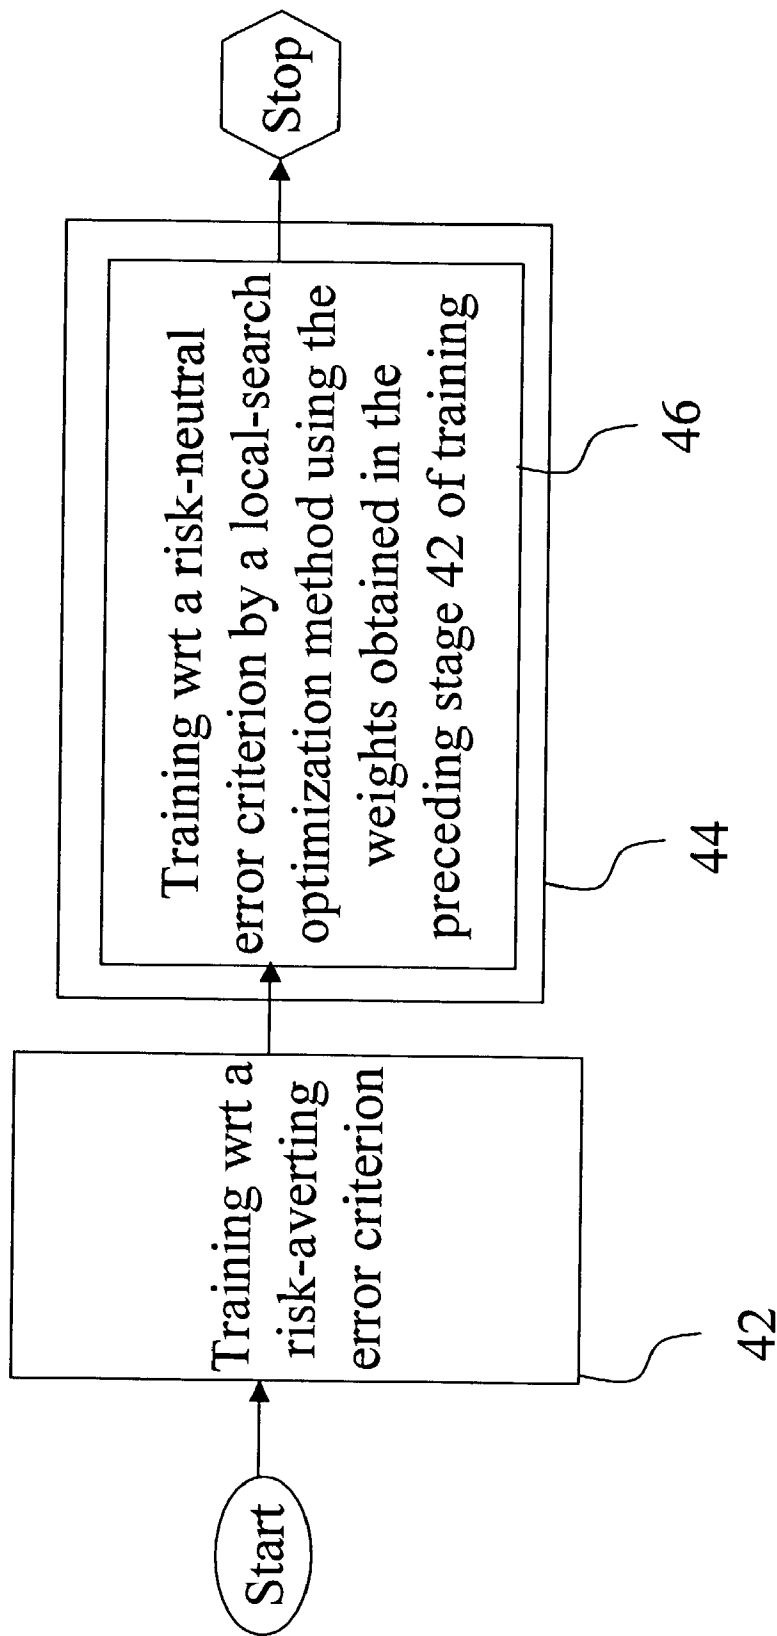 Start
Training wrt a
risk-averting
error criterion
42
Training wrt a risk-neutral
error criterion by a local-search
optimization method using the
weights obtained in the
preceding stage 42 of training
44
46
Stop